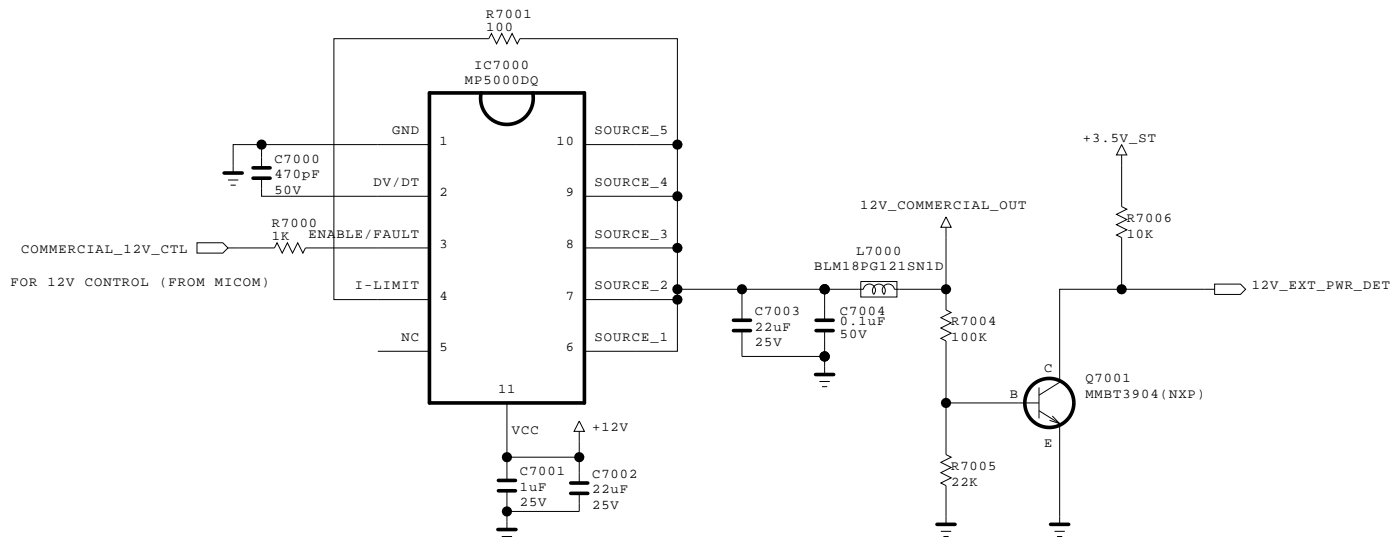 R7001
100
IC7000
MP5000DQ
GND
1
10
SOURCE_5
C7000
470pF
50V
DV/DT
2
9
SOURCE_4
COMMERCIAL_12V_CTL
R7000
1K
ENABLE/FAULT
3
8
SOURCE_3
FOR 12V CONTROL (FROM MICOM)
I-LIMIT
4
7
SOURCE_2
NC
5
6
SOURCE_1
11
VCC
+12V
C7001
1uF
25V
C7002
22uF
25V
C7003
22uF
25V
C7004
0.1uF
50V
L7000
BLM18PG121SN1D
12V_COMMERCIAL_OUT
R7004
100K
R7005
22K
+3.5V_ST
R7006
10K
12V_EXT_PWR_DET
C
B
E
Q7001
MMBT3904(NXP)